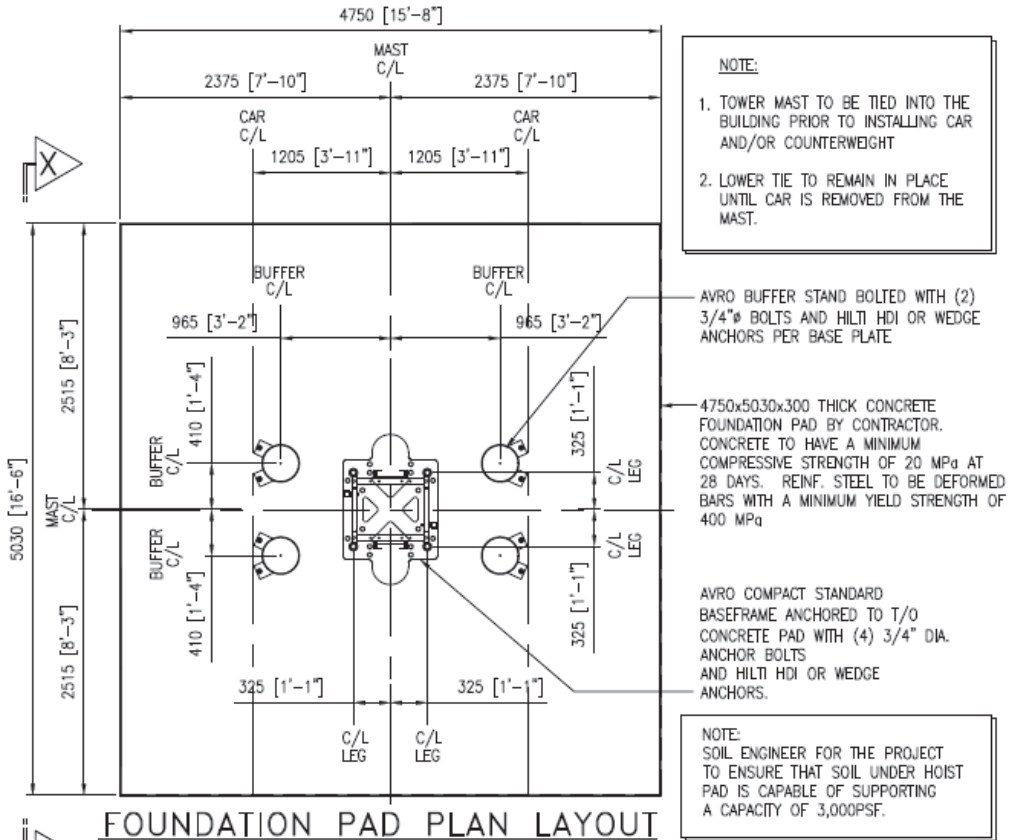 4750 [15'-8"]
MAST
C/L
2375 [7'-10"]
2375 [7'-10"]
CAR
C/L
CAR
C/L
1205 [3'-11"]
1205 [3'-11"]
X
BUFFER
C/L
BUFFER
C/L
965 [3'-2"]
965 [3'-2"]
2515 [8'-3"]
410 [1'-4"]
325 [1'-1"]
BUFFER
C/L
C/L
LEG
5030 [16'-6"]
MAST
C/L
BUFFER
C/L
C/L
LEG
2515 [8'-3"]
410 [1'-4"]
325 [1'-1"]
325 [1'-1"]
325 [1'-1"]
C/L
LEG
C/L
LEG
FOUNDATION PAD PLAN LAYOUT
NOTE:
1. TOWER MAST TO BE TIED INTO THE
BUILDING PRIOR TO INSTALLING CAR
AND/OR COUNTERWEIGHT
2. LOWER TIE TO REMAIN IN PLACE
UNTIL CAR IS REMOVED FROM THE
MAST.
AVRO BUFFER STAND BOLTED WITH (2)
3/4"ø BOLTS AND HILTI HDI OR WEDGE
ANCHORS PER BASE PLATE
4750x5030x300 THICK CONCRETE
FOUNDATION PAD BY CONTRACTOR.
CONCRETE TO HAVE A MINIMUM
COMPRESSIVE STRENGTH OF 20 MPa AT
28 DAYS. REINF. STEEL TO BE DEFORMED
BARS WITH A MINIMUM YIELD STRENGTH OF
400 MPa
AVRO COMPACT STANDARD
BASEFRAME ANCHORED TO T/O
CONCRETE PAD WITH (4) 3/4" DIA.
ANCHOR BOLTS
AND HILTI HDI OR WEDGE
ANCHORS.
NOTE:
SOIL ENGINEER FOR THE PROJECT
TO ENSURE THAT SOIL UNDER HOIST
PAD IS CAPABLE OF SUPPORTING
A CAPACITY OF 3,000PSF.